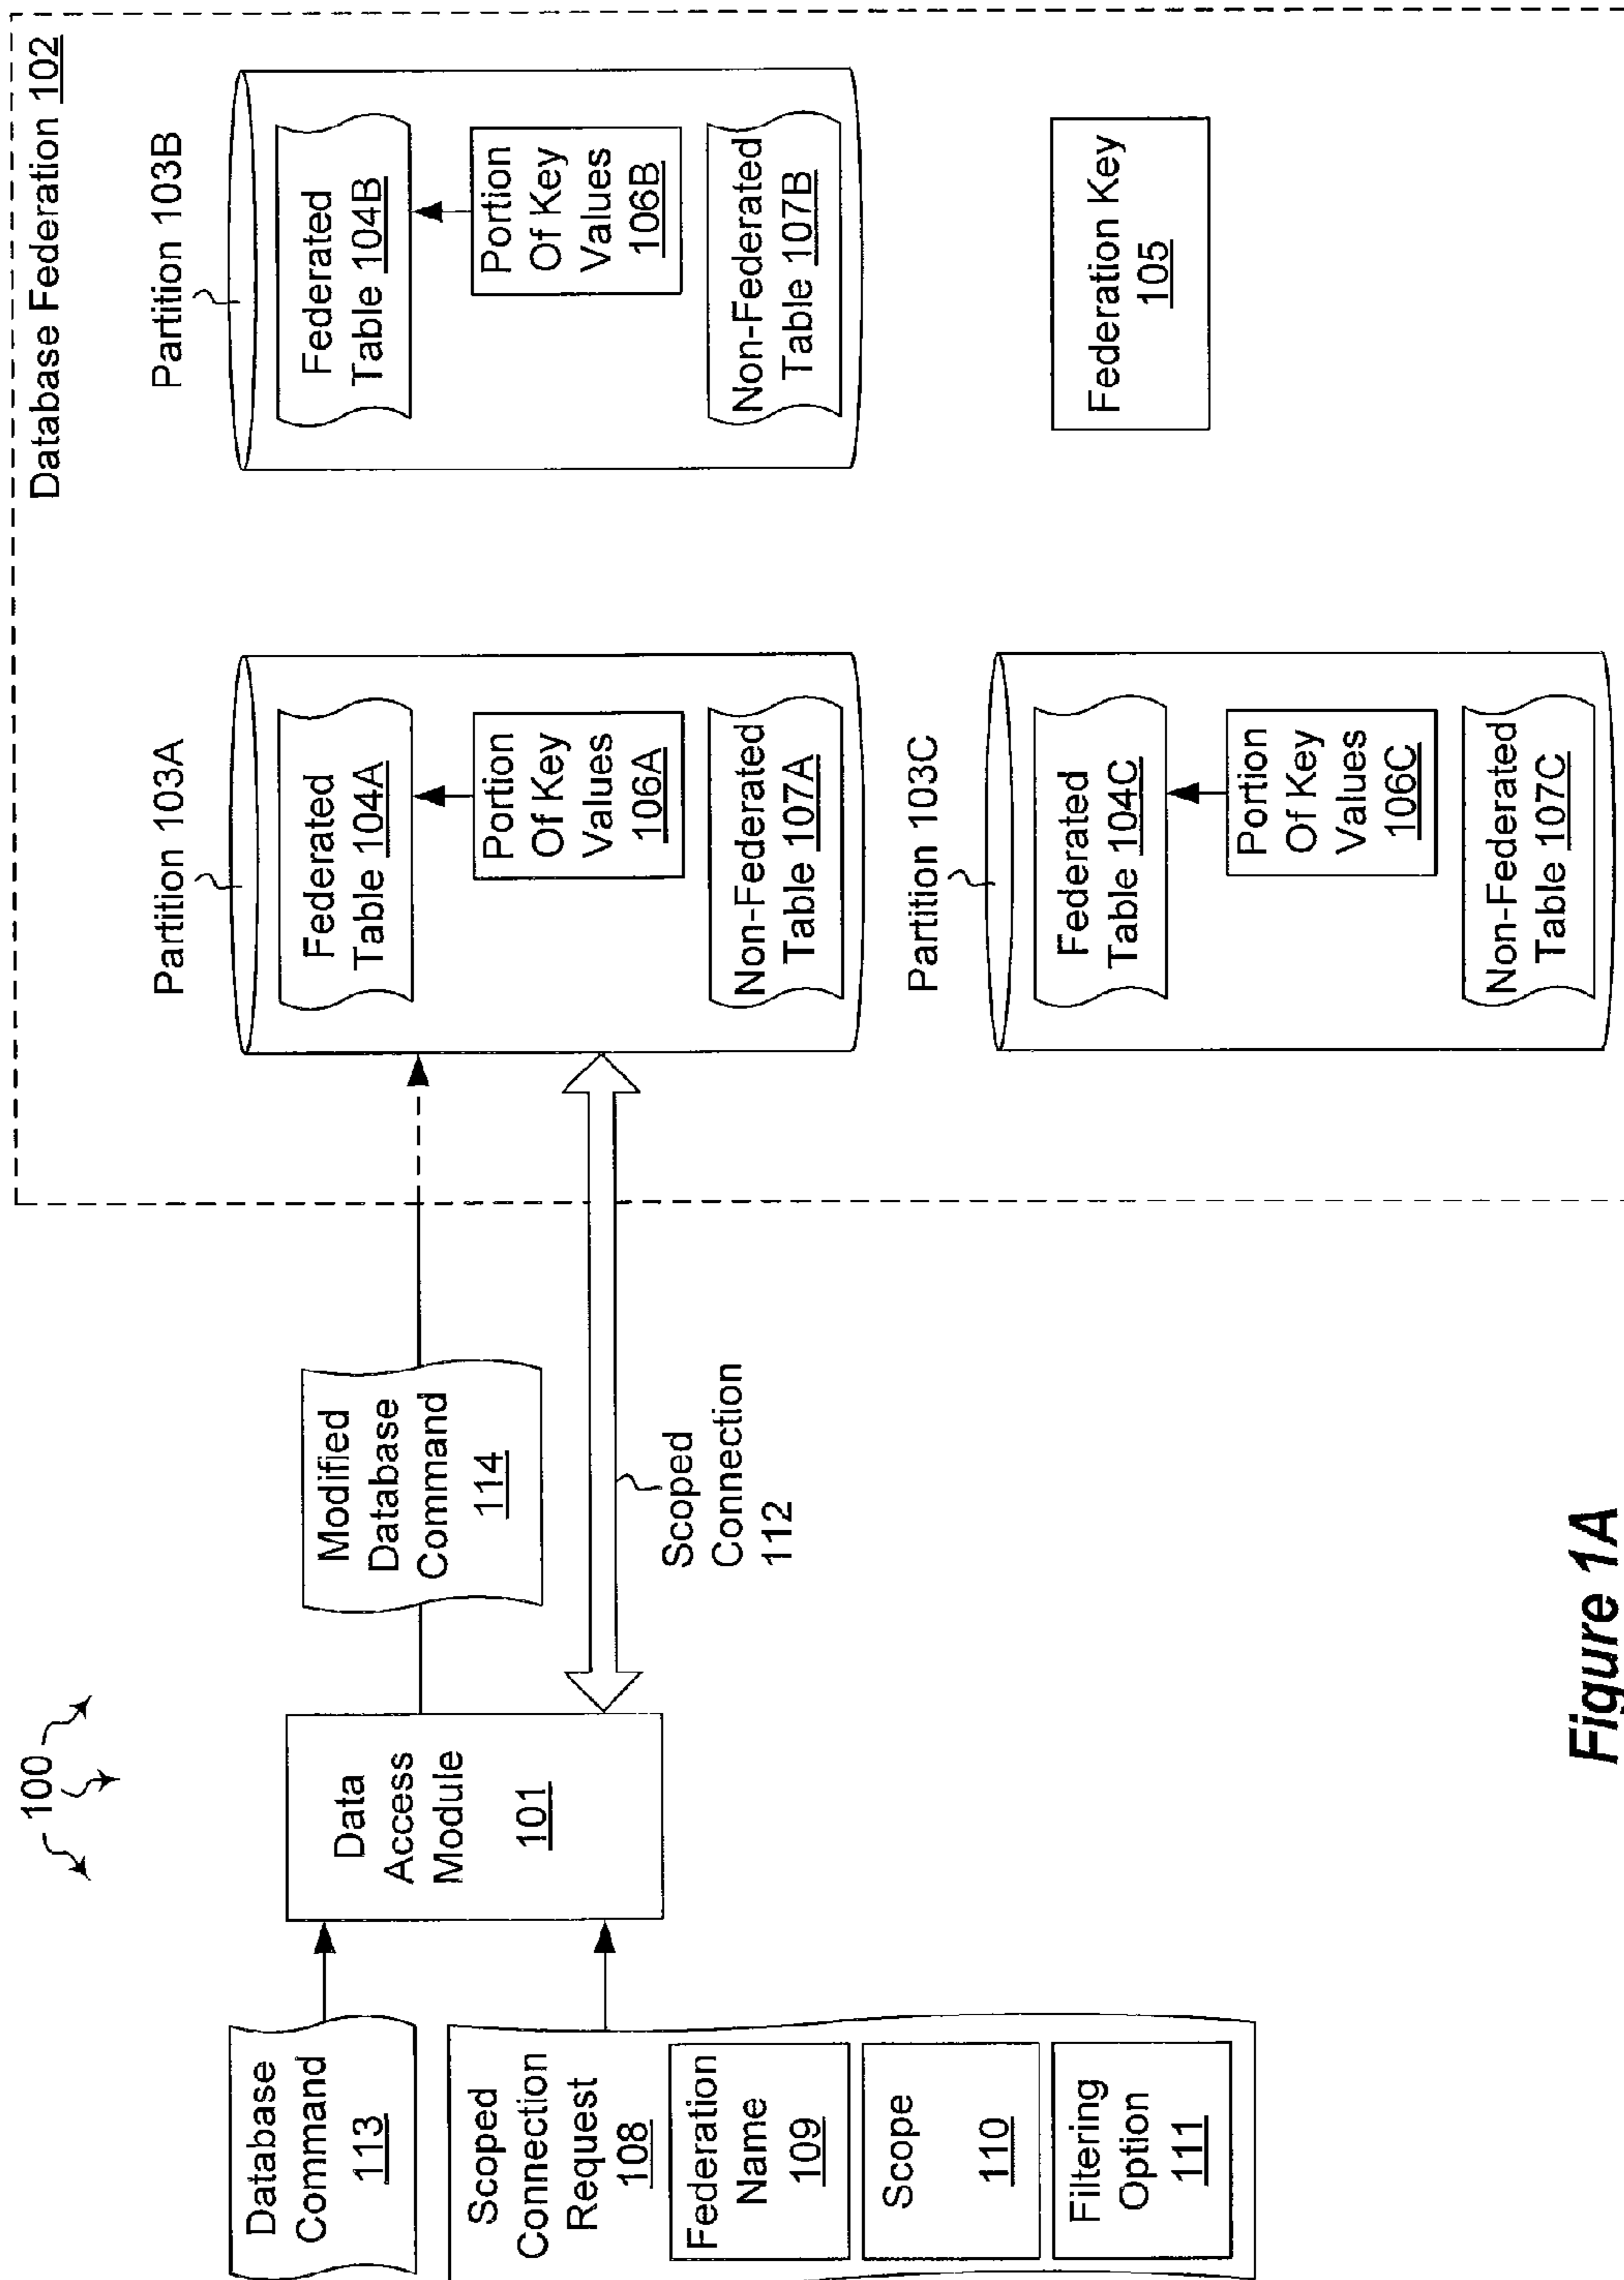 100
Database
Command
113
Scoped
Connection
Request
108
Federation
Name
109
Scope
110
Filtering
Option
111
Data
Access
Module
101
Modified
Database
Command
114
Scoped
Connection
112
Database Federation 102
Partition 103A
Federated
Table 104A
Portion
Of Key
Values
106A
Non-Federated
Table 107A
Partition 103B
Federated
Table 104B
Portion
Of Key
Values
106B
Non-Federated
Table 107B
Partition 103C
Federated
Table 104C
Portion
Of Key
Values
106C
Non-Federated
Table 107C
Federation Key
105
Figure 1A